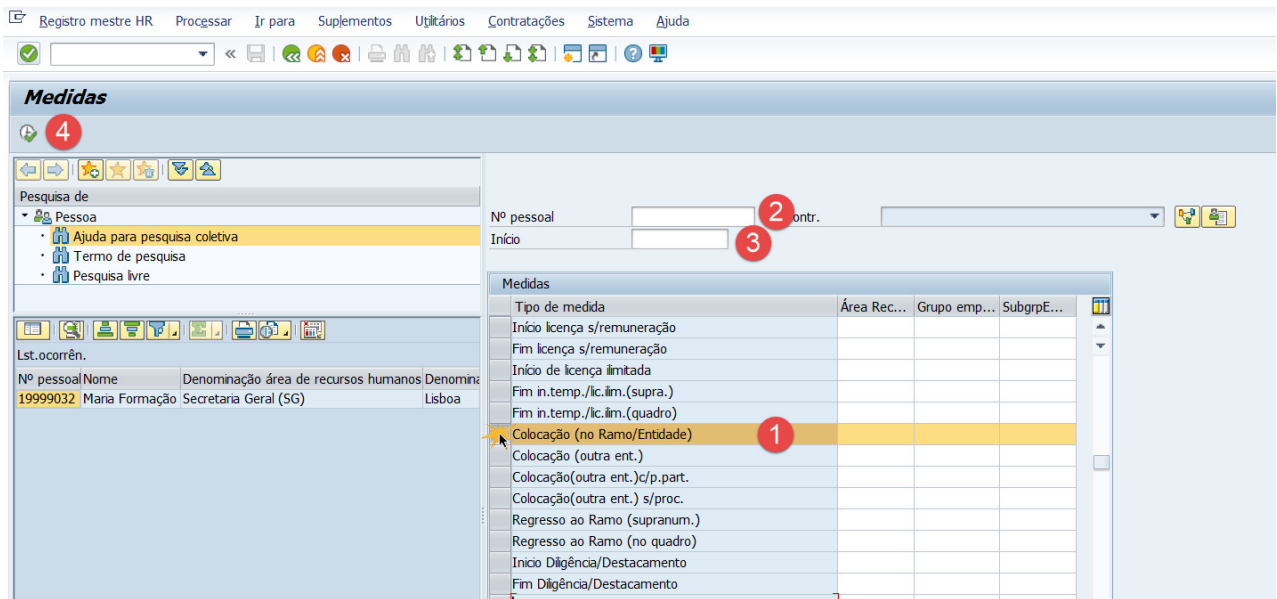 Registro mestre HR Processar Ir para Suplementos Utilitários Contratações Sistema Ajuda
Medidas
4
Pesquisa de
Pessoa
Ajuda para pesquisa coletiva
Termo de pesquisa
Pesquisa livre
Lst.ocorrên.
Nº pessoal Nome Denominação área de recursos humanos Denomina
19999032 Maria Formação Secretaria Geral (SG) Lisboa
Nº pessoal 2 ontr.
Início 3
Medidas
Tipo de medida Área Rec... Grupo emp... SubgrpE...
Início licença s/remuneração
Fim licença s/remuneração
Início de licença ilimitada
Fim in.temp./lic.ilim.(supra.)
Fim in.temp./lic.ilim.(quadro)
Colocação (no Ramo/Entidade) 1
Colocação (outra ent.)
Colocação(outra ent.)c/p.part.
Colocação(outra ent.) s/proc.
Regresso ao Ramo (supranum.)
Regresso ao Ramo (no quadro)
Inicio Diligência/Destacamento
Fim Diligência/Destacamento